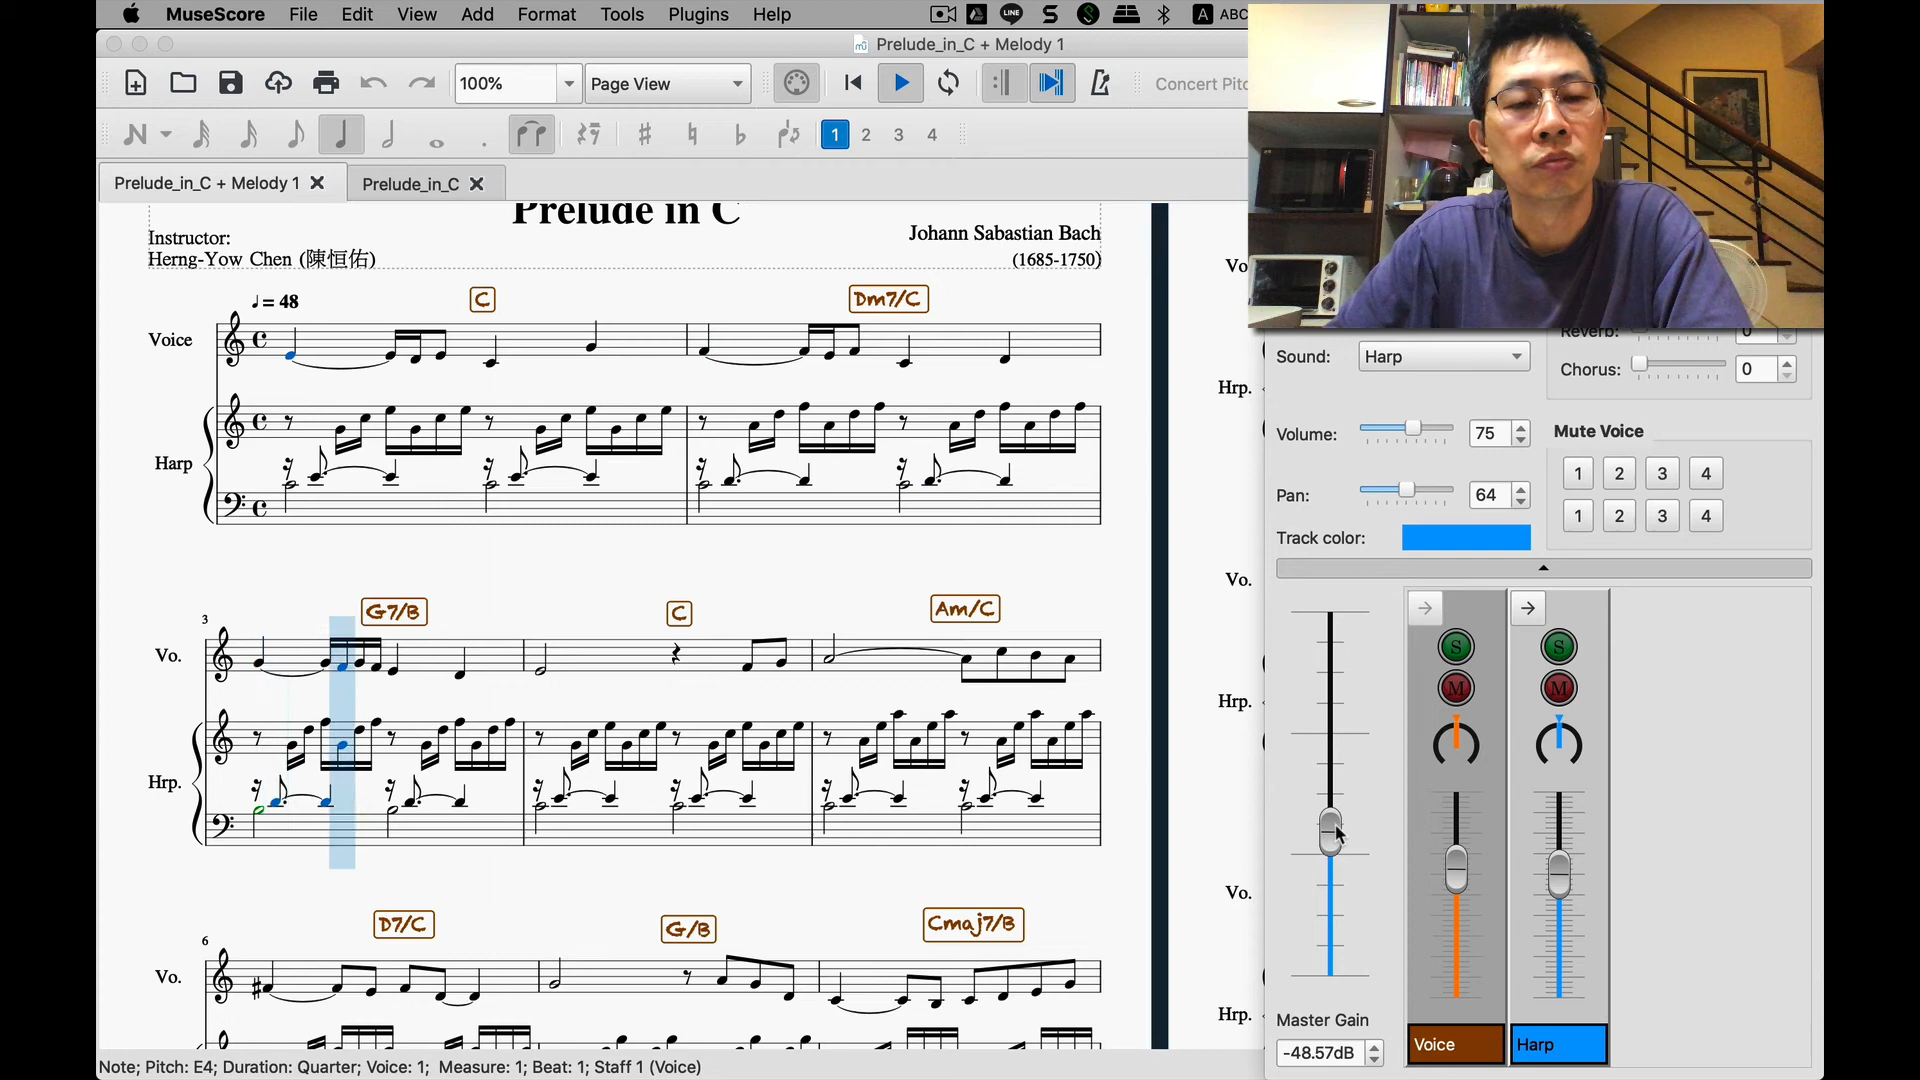 MuseScore File Edit View Add Format Tools Plugins Help
LINE
S
A ABC
Prelude_in_C + Melody 1
100% Page View Concert Pitc
1 2 3 4
Prelude_in_C + Melody 1 Prelude_in_C
Prelude in C
Instructor:
Herng-Yow Chen (陳恒佑)
Johann Sabastian Bach
(1685-1750)
= 48
C Dm7/C
Voice
Harp
3
G7/B C Am/C
Vo.
Hrp.
6
D7/C G/B Cmaj7/B
Vo.
Vo.
Hrp.
Vo.
Hrp.
Vo.
Hrp.
Reverb: 0
Sound: Harp
Chorus: 0
Volume: 75
Mute Voice
1 2 3 4
Pan: 64
1 2 3 4
Track color:
S S
M M
Master Gain
-48.57dB
Voice Harp
Note; Pitch: E4; Duration: Quarter; Voice: 1; Measure: 1; Beat: 1; Staff 1 (Voice)